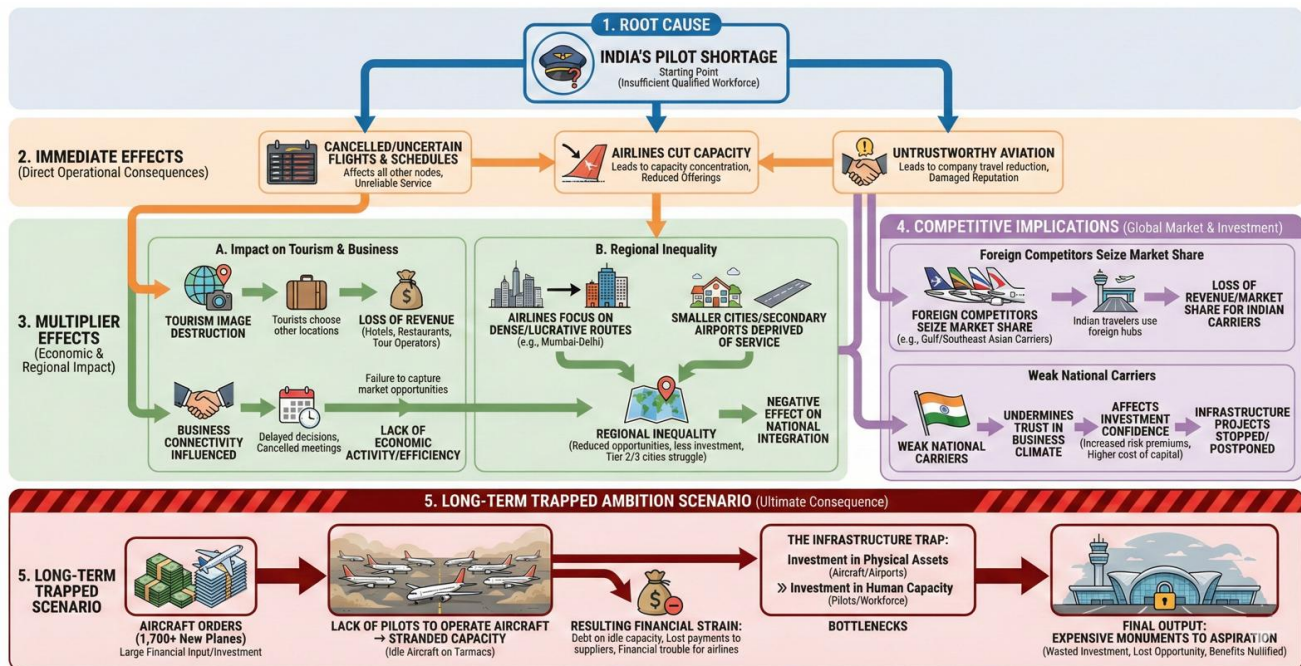 1. ROOT CAUSE
INDIA'S PILOT SHORTAGE
Starting Point
(Insufficient Qualified Workforce)
2. IMMEDIATE EFFECTS
(Direct Operational Consequences)
CANCELLED/UNCERTAIN
FLIGHTS & SCHEDULES
Affects all other nodes,
Unreliable Service
AIRLINES CUT CAPACITY
Leads to capacity concentration,
Reduced Offerings
UNTRUSTWORTHY AVIATION
Leads to company travel reduction,
Damaged Reputation
3. MULTIPLIER
EFFECTS
(Economic &
Regional Impact)
A. Impact on Tourism & Business
TOURISM IMAGE
DESTRUCTION
Tourists choose
other locations
$
LOSS OF REVENUE
(Hotels, Restaurants,
Tour Operators)
BUSINESS
CONNECTIVITY
INFLUENCED
Delayed decisions,
Cancelled meetings
Failure to capture
market opportunities
LACK OF
ECONOMIC
ACTIVITY/EFFICIENCY
B. Regional Inequality
AIRLINES FOCUS ON
DENSE/LUCRATIVE ROUTES
(e.g., Mumbai-Delhi)
SMALLER CITIES/SECONDARY
AIRPORTS DEPRIVED
OF SERVICE
REGIONAL INEQUALITY
(Reduced opportunities, less investment,
Tier 2/3 cities struggle)
NEGATIVE
EFFECT ON
NATIONAL
INTEGRATION
4. COMPETITIVE IMPLICATIONS (Global Market & Investment)
Foreign Competitors Seize Market Share
FOREIGN COMPETITORS
SEIZE MARKET SHARE
(e.g., Gulf/Southeast Asian Carriers)
Indian travelers use
foreign hubs
LOSS OF
REVENUE/MARKET
SHARE FOR INDIAN
CARRIERS
Weak National Carriers
WEAK NATIONAL
CARRIERS
UNDERMINES
TRUST IN
BUSINESS
CLIMATE
AFFECTS
INVESTMENT
CONFIDENCE
(Increased risk premiums,
Higher cost of capital)
INFRASTRUCTURE
PROJECTS
STOPPED/
POSTPONED
5. LONG-TERM TRAPPED AMBITION SCENARIO (Ultimate Consequence)
5. LONG-TERM
TRAPPED
SCENARIO
AIRCRAFT ORDERS
(1,700+ New Planes)
Large Financial Input/Investment
LACK OF PILOTS TO OPERATE AIRCRAFT
→ STRANDED CAPACITY
(Idle Aircraft on Tarmacs)
$
RESULTING FINANCIAL STRAIN:
Debt on idle capacity, Lost payments to
suppliers, Financial trouble for airlines
THE INFRASTRUCTURE TRAP:
Investment in Physical Assets
(Aircraft/Airports)
» Investment in Human Capacity
(Pilots/Workforce)
BOTTLENECKS
FINAL OUTPUT:
EXPENSIVE MONUMENTS TO ASPIRATION
(Wasted Investment, Lost Opportunity, Benefits Nullified)